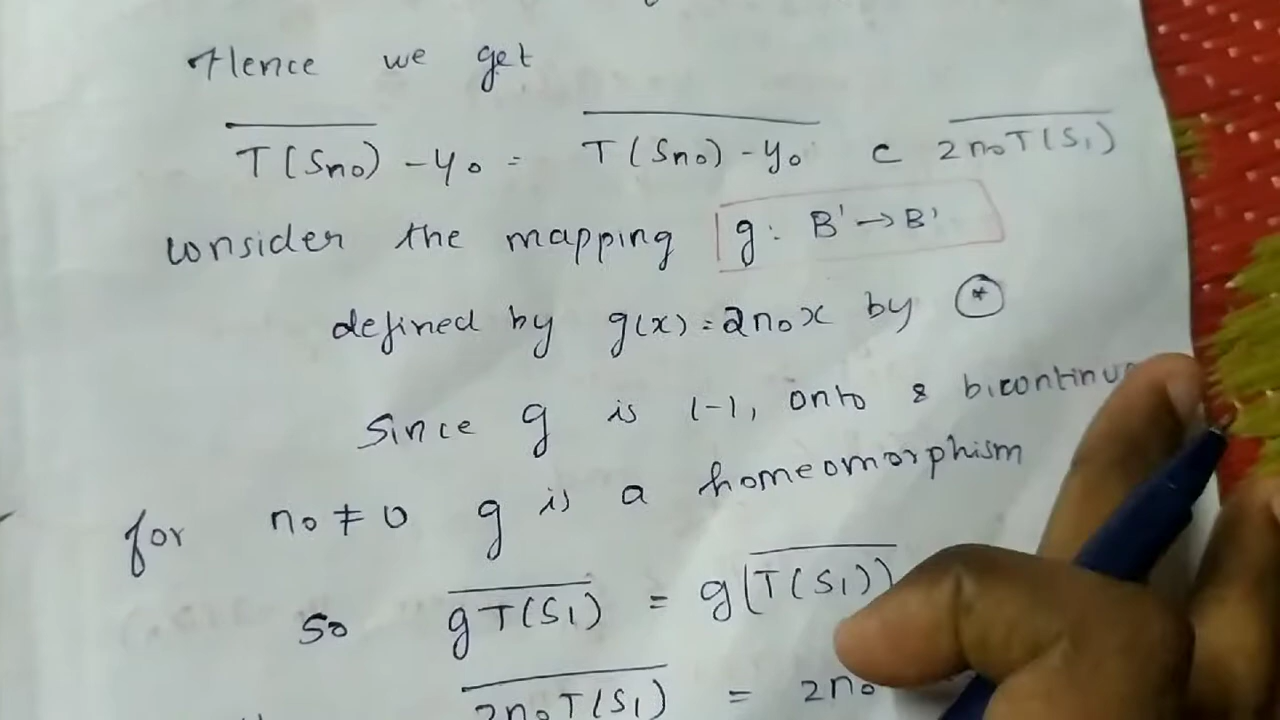 Hence we get
T(Sn₀) - y₀ = T(Sn₀) - y₀ ⊂ 2n₀T(S₁)
consider the mapping g: B' → B'
defined by g(x) = 2n₀x by *
Since g is 1-1, onto & bicontinu
for n₀ ≠ 0 g is a homeomorphism
so gT(S₁) = g(T(S₁))
2n₀T(S₁) = 2n₀